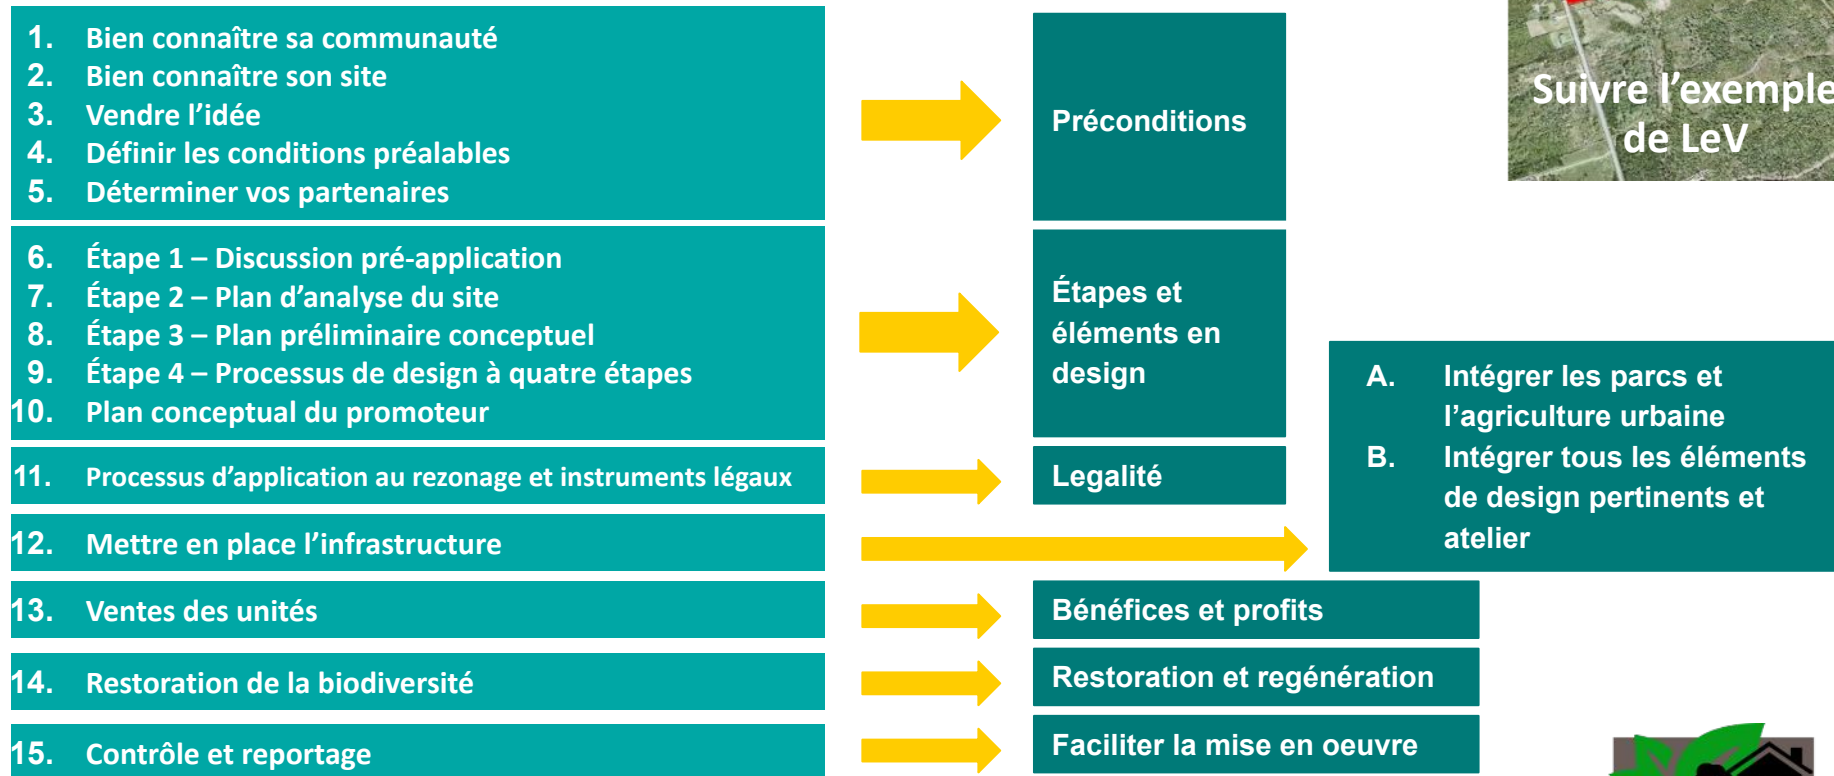 1. Bien connaître sa communauté
2. Bien connaître son site
3. Vendre l'idée
4. Définir les conditions préalables
5. Déterminer vos partenaires
Préconditions
Suivre l'exemple
de LeV
6. Étape 1 – Discussion pré-application
7. Étape 2 – Plan d'analyse du site
8. Étape 3 – Plan préliminaire conceptuel
9. Étape 4 – Processus de design à quatre étapes
10. Plan conceptual du promoteur
Étapes et
éléments en
design
11. Processus d'application au rezonage et instruments légaux
Legalité
12. Mettre en place l'infrastructure
A. Intégrer les parcs et
l'agriculture urbaine
B. Intégrer tous les éléments
de design pertinents et
atelier
13. Ventes des unités
Bénéfices et profits
14. Restoration de la biodiversité
Restoration et regénération
15. Contrôle et reportage
Faciliter la mise en oeuvre